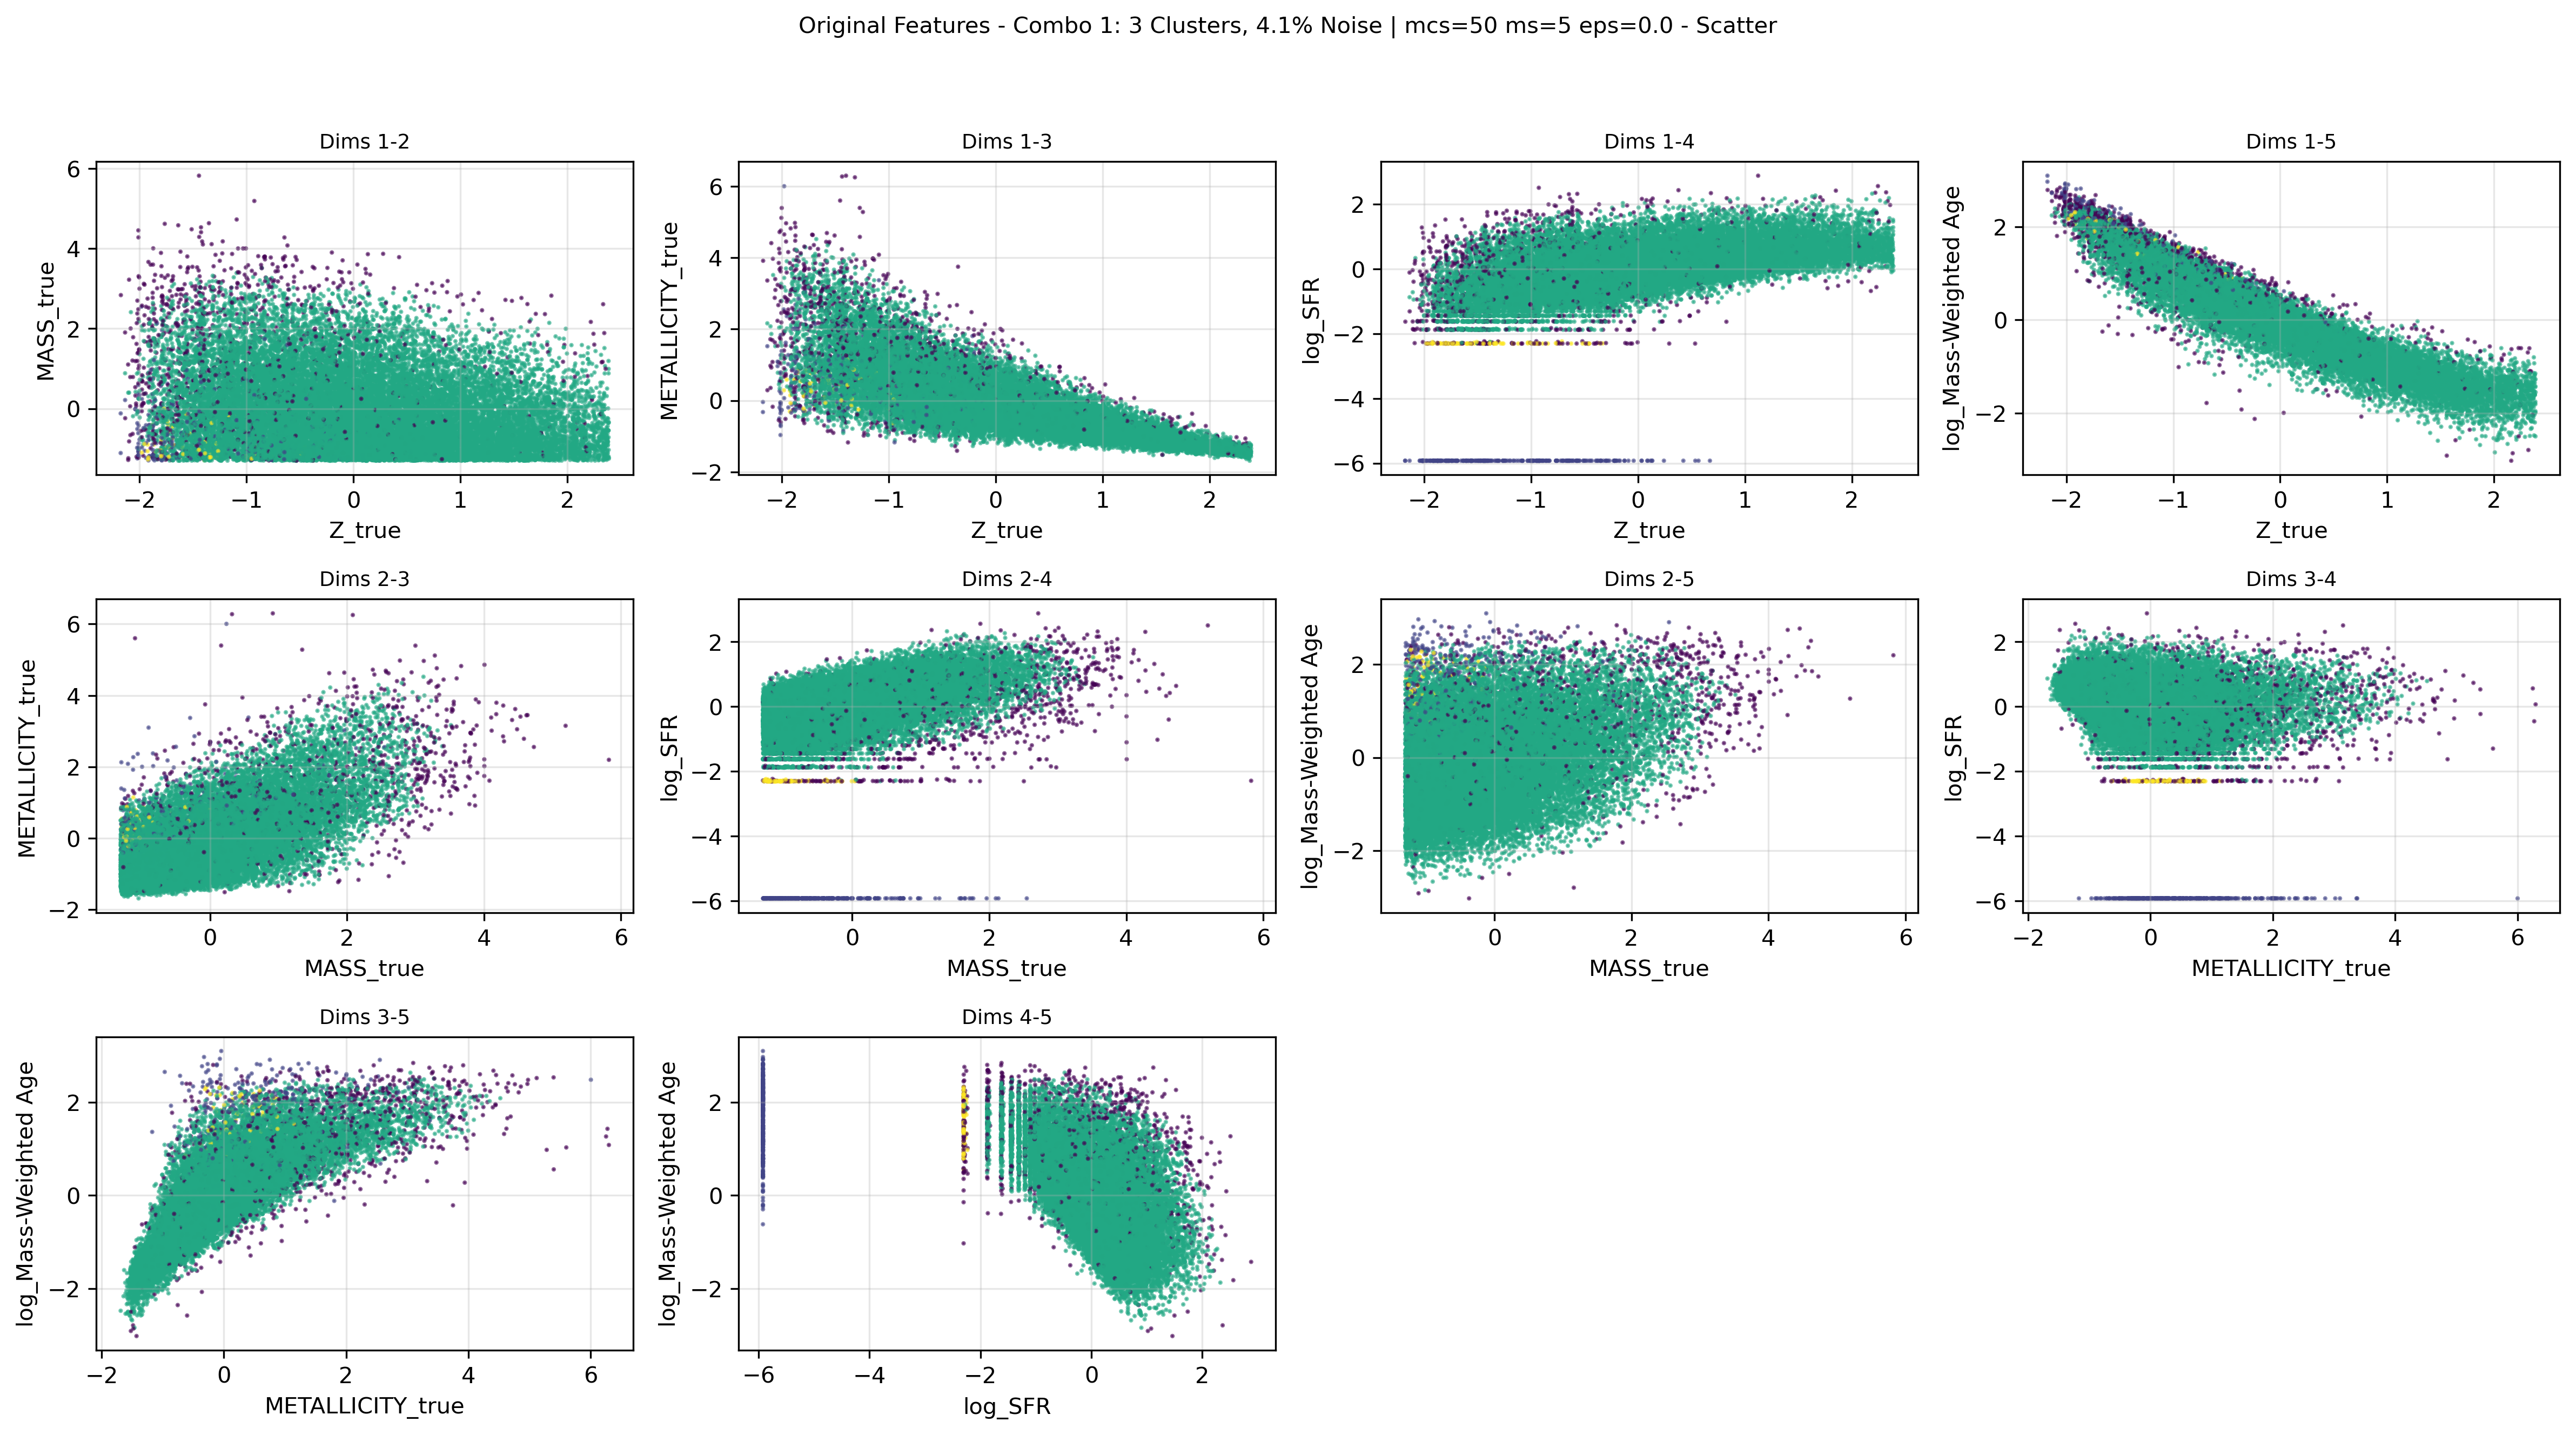 Original Features - Combo 1: 3 Clusters, 4.1% Noise | mcs=50 ms=5 eps=0.0 - Scatter
Dims 1-2
MASS_true
6
4
2
0
−2 −1 0 1 2
Z_true
Dims 1-3
METALLICITY_true
6
4
2
0
−2
−2 −1 0 1 2
Z_true
Dims 1-4
log_SFR
2
0
−2
−4
−6
−2 −1 0 1 2
Z_true
Dims 1-5
log_Mass-Weighted Age
2
0
−2
−2 −1 0 1 2
Z_true
Dims 2-3
METALLICITY_true
6
4
2
0
−2
0 2 4 6
MASS_true
Dims 2-4
log_SFR
2
0
−2
−4
−6
0 2 4 6
MASS_true
Dims 2-5
log_Mass-Weighted Age
2
0
−2
0 2 4 6
MASS_true
Dims 3-4
log_SFR
2
0
−2
−4
−6
−2 0 2 4 6
METALLICITY_true
Dims 3-5
log_Mass-Weighted Age
2
0
−2
−2 0 2 4 6
METALLICITY_true
Dims 4-5
log_Mass-Weighted Age
2
0
−2
−6 −4 −2 0 2
log_SFR